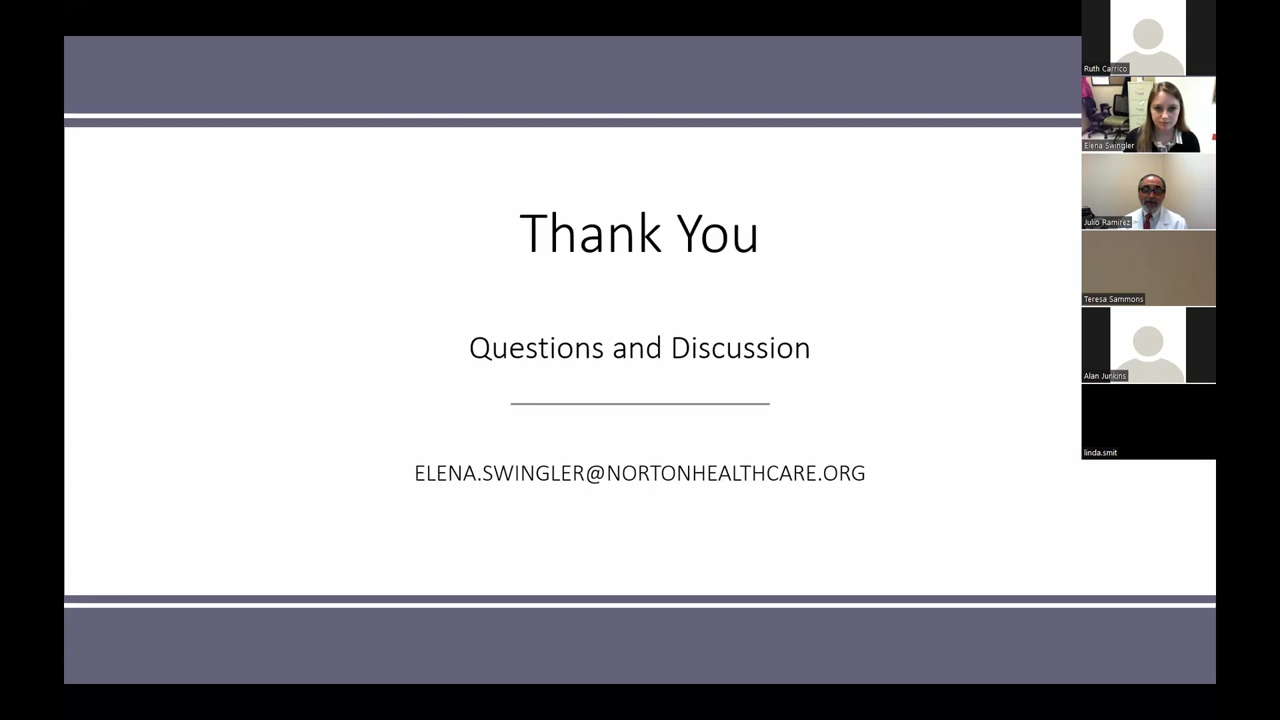 Thank You
Questions and Discussion
ELENA.SWINGLER@NORTONHEALTHCARE.ORG
Ruth Carrico
Elena Swingler
Julio Ramirez
Teresa Sammons
Alan Junkins
linda.smit